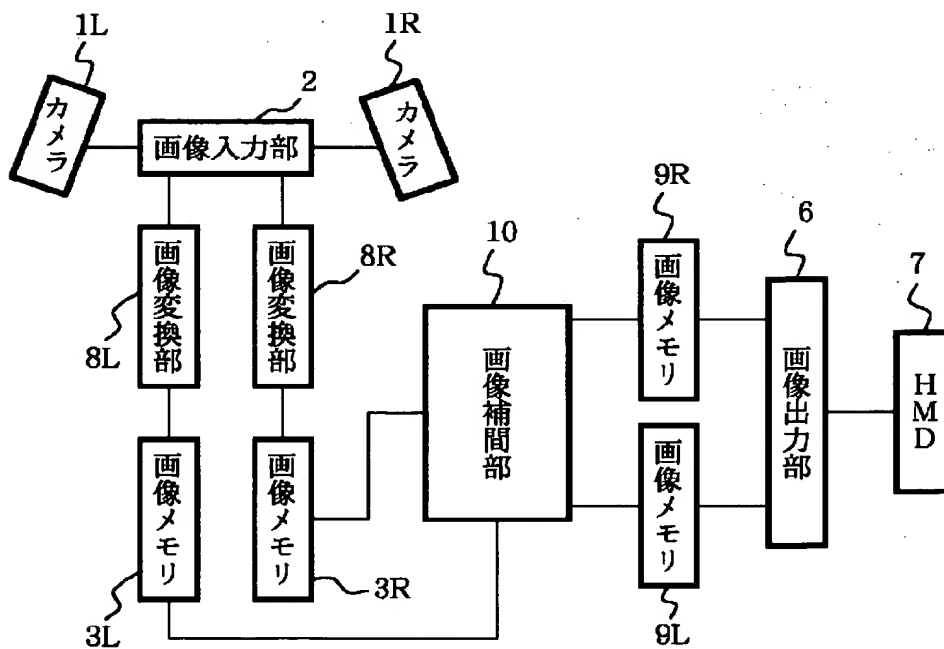 1L
1R
カメラ
2
画像入力部
カメラ
9R
6
10
8R
7
画像変換部
画像変換部
画像メモリ
8L
画像補間部
画像出力部
HMD
画像メモリ
画像メモリ
画像メモリ
3R
3L
9L